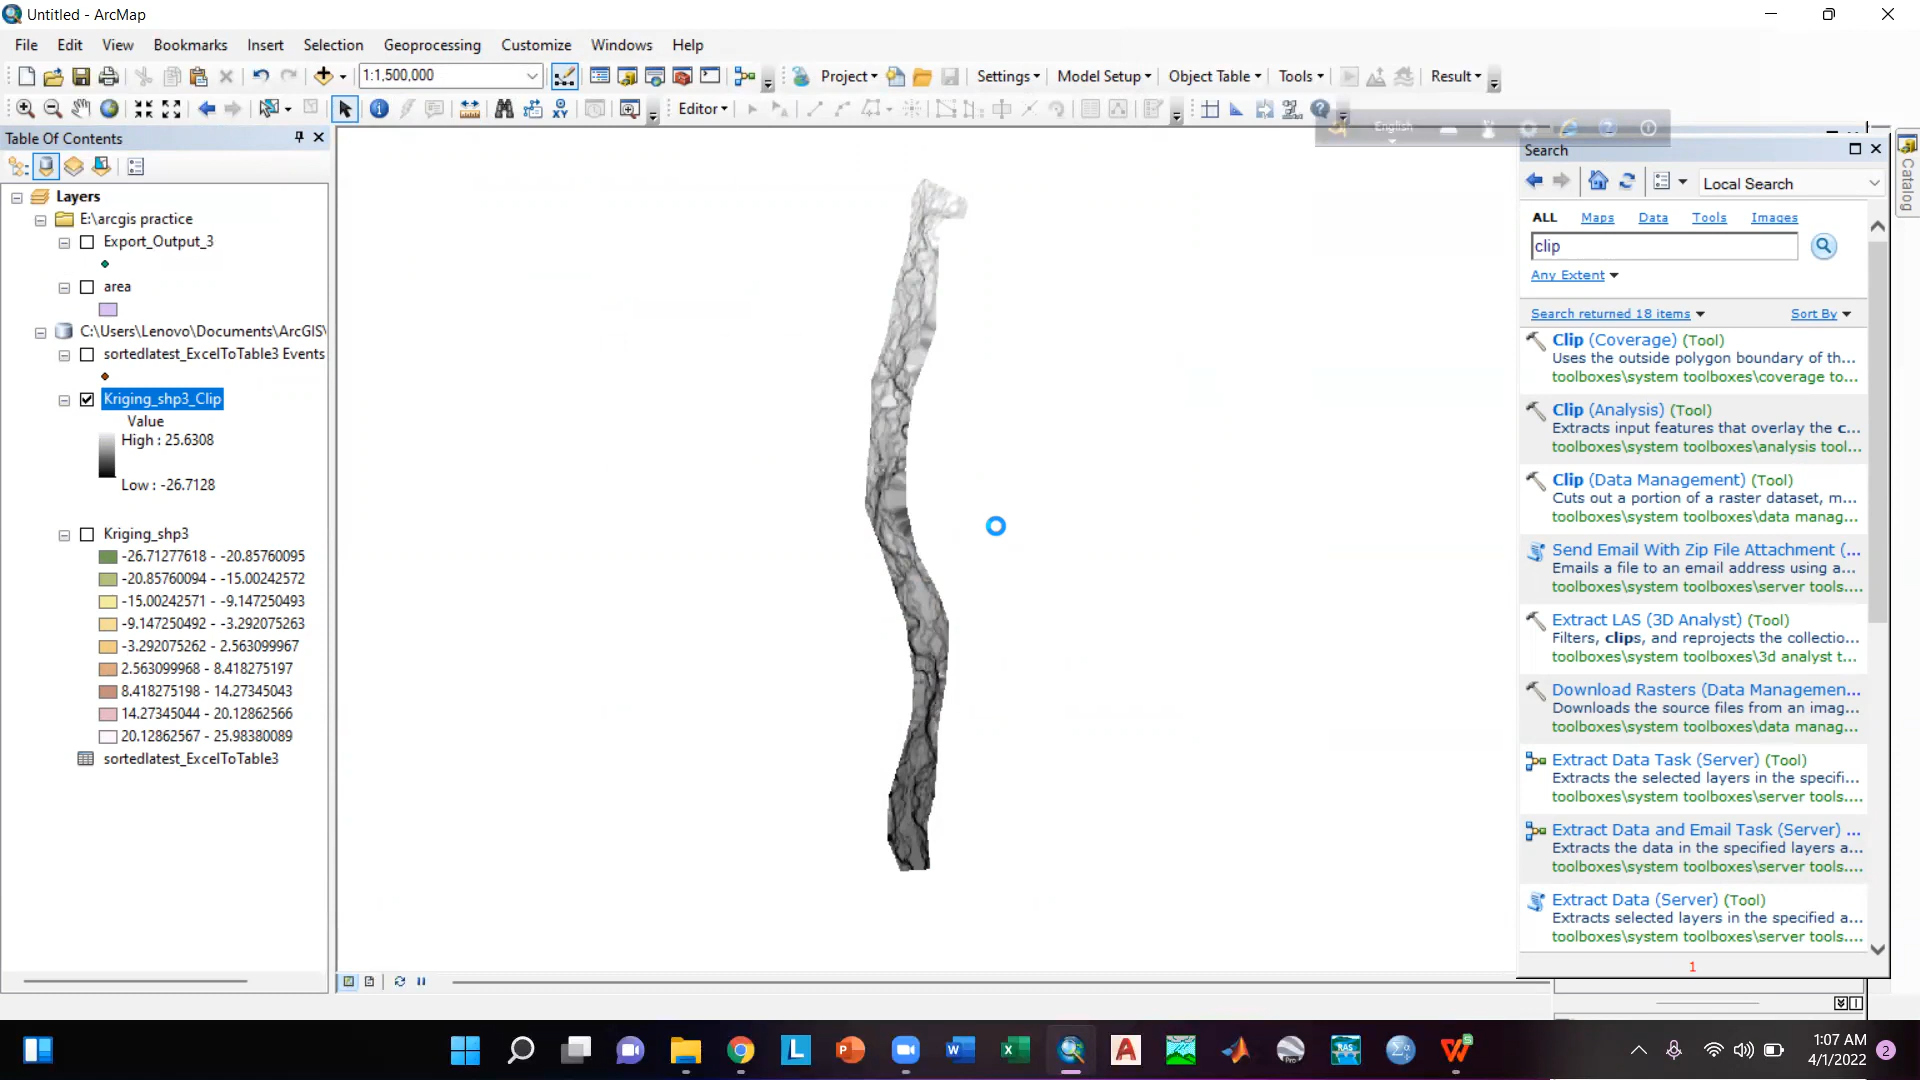 Untitled - ArcMap
File Edit View Bookmarks Insert Selection Geoprocessing Customize Windows Help
1:1,500,000
Project Settings Model Setup Object Table Tools Result
Editor
English
Table Of Contents
Layers
E:\arcgis practice
Export_Output_3
area
C:\Users\Lenovo\Documents\ArcGIS\
sortedlatest_ExcelToTable3 Events
Kriging_shp3_Clip
Value
High : 25.6308
Low : -26.7128
Kriging_shp3
-26.71277618 - -20.85760095
-20.85760094 - -15.00242572
-15.00242571 - -9.147250493
-9.147250492 - -3.292075263
-3.292075262 - 2.563099967
2.563099968 - 8.418275197
8.418275198 - 14.27345043
14.27345044 - 20.12862566
20.12862567 - 25.98380089
sortedlatest_ExcelToTable3
Search
Local Search
ALL Maps Data Tools Images
clip
Any Extent
Search returned 18 items Sort By
Clip (Coverage) (Tool)
Uses the outside polygon boundary of th...
toolboxes\system toolboxes\coverage to...
Clip (Analysis) (Tool)
Extracts input features that overlay the c...
toolboxes\system toolboxes\analysis tool...
Clip (Data Management) (Tool)
Cuts out a portion of a raster dataset, m...
toolboxes\system toolboxes\data manag...
Send Email With Zip File Attachment (...
Emails a file to an email address using a...
toolboxes\system toolboxes\server tools....
Extract LAS (3D Analyst) (Tool)
Filters, clips, and reprojects the collectio...
toolboxes\system toolboxes\3d analyst t...
Download Rasters (Data Managemen...
Downloads the source files from an imag...
toolboxes\system toolboxes\data manag...
Extract Data Task (Server) (Tool)
Extracts the selected layers in the specifi...
toolboxes\system toolboxes\server tools....
Extract Data and Email Task (Server) ...
Extracts the data in the specified layers a...
toolboxes\system toolboxes\server tools....
Extract Data (Server) (Tool)
Extracts selected layers in the specified a...
toolboxes\system toolboxes\server tools....
1
Catalog
1:07 AM
4/1/2022
2